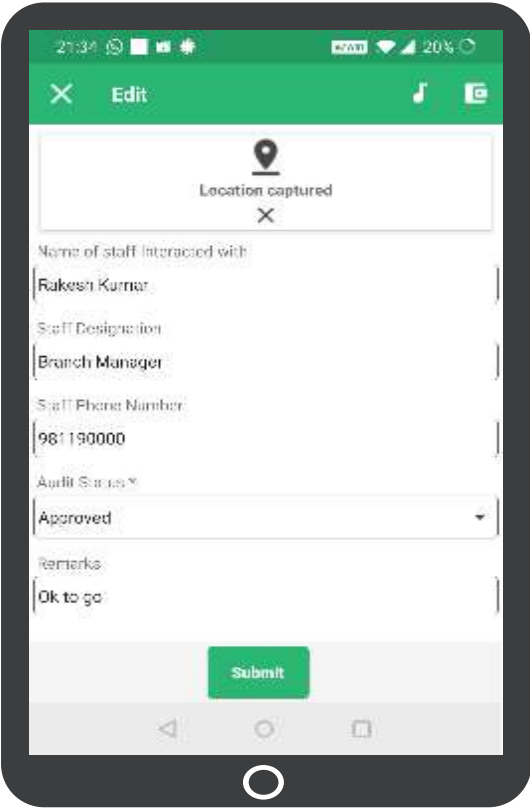 21:34
20%
Edit
Location captured
Name of staff Interacted with
Rakesh Kumar
Staff Designation
Branch Manager
Staff Phone Number
981190000
Audit Status *
Approved
Remarks
Ok to go
Submit